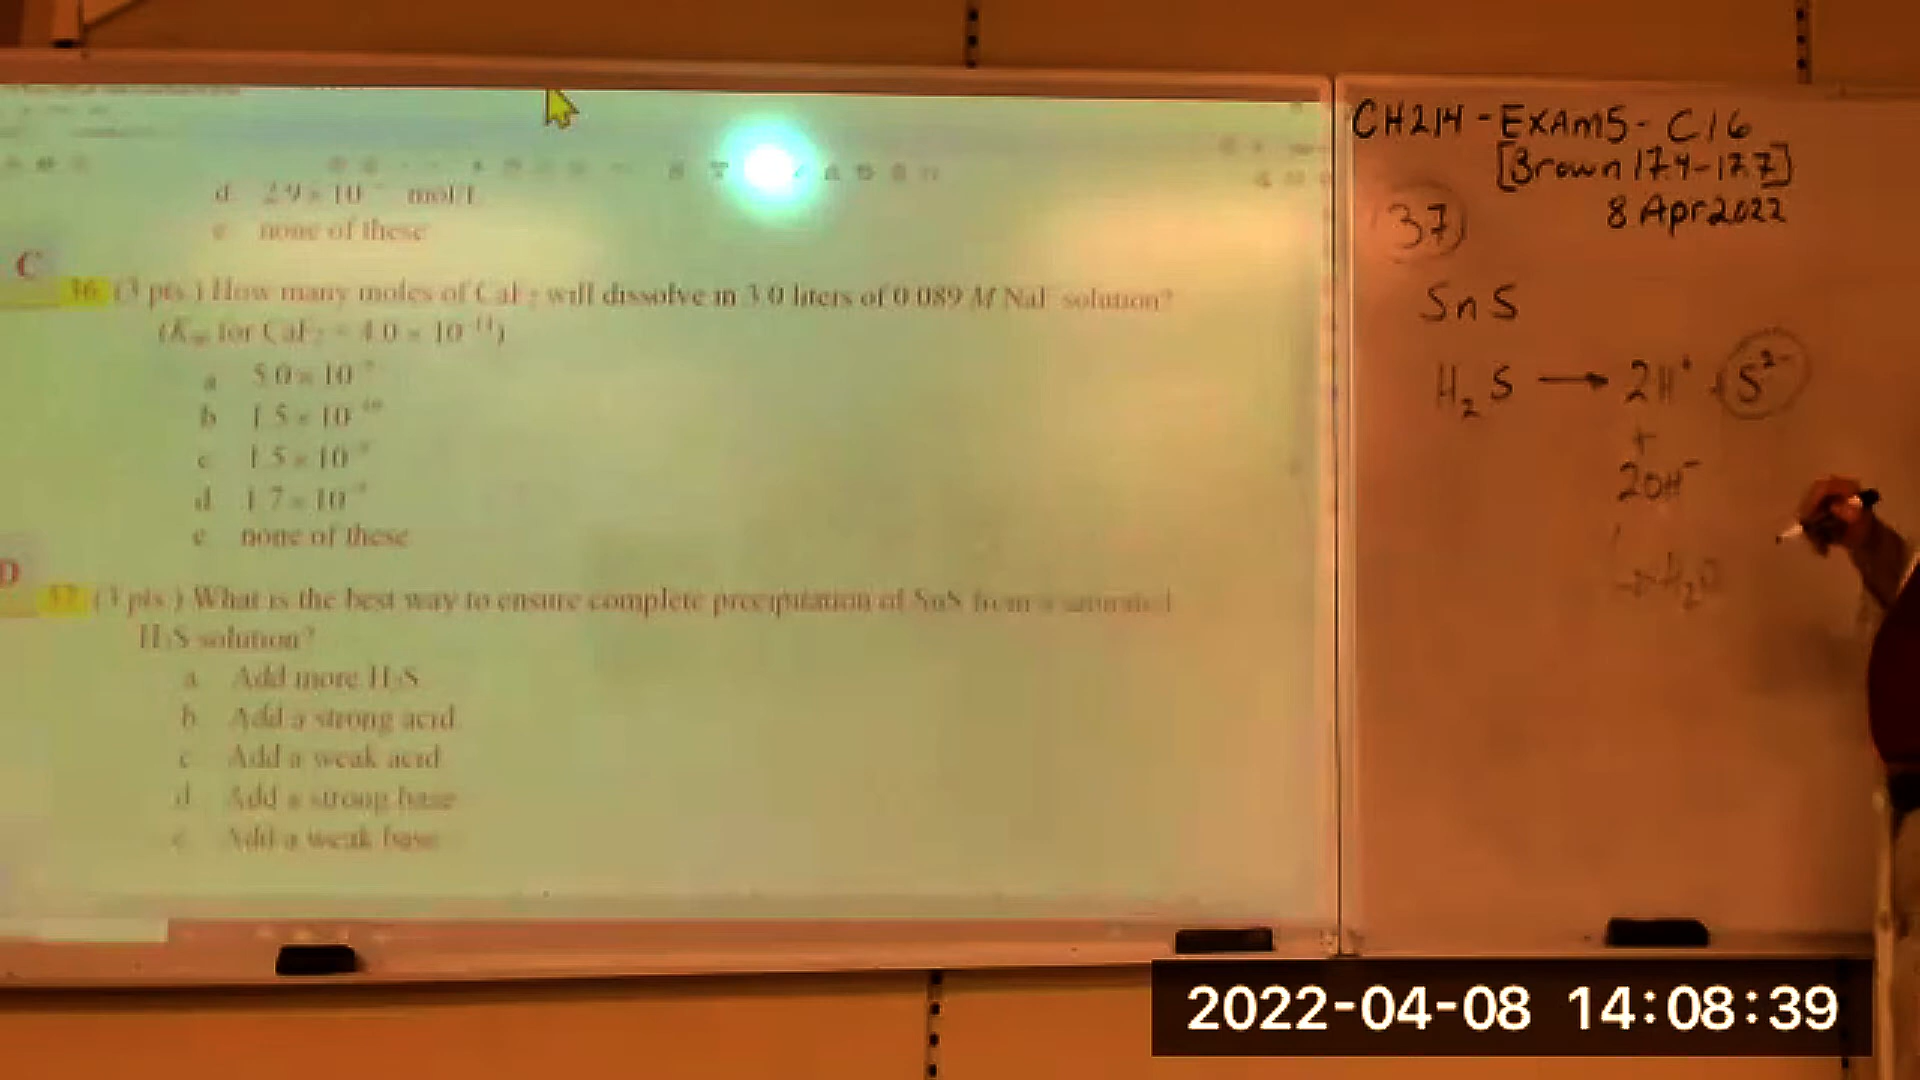 d. 2.9 × 10 mol/L
e. none of these
C
36. (3 pts.) How many moles of CaF2 will dissolve in 3.0 liters of 0.089 M NaF solution?
(Ksp for CaF2 = 4.0 × 10-11)
a. 5.0 × 10
b. 1.5 × 10-10
c. 1.5 × 10
d. 1.7 × 10
e. none of these
D
37. (3 pts.) What is the best way to ensure complete precipitation of SnS from a saturated
H2S solution?
a. Add more H2S
b. Add a strong acid
c. Add a weak acid
d. Add a strong base
e. Add a weak base
CH214 - EXAM5 - C16
[Brown 17.4-17.7]
8 Apr 2022
37
SnS
H2S → 2H+ + S2-
+
2OH-
→ H2O
2022-04-08 14:08:39